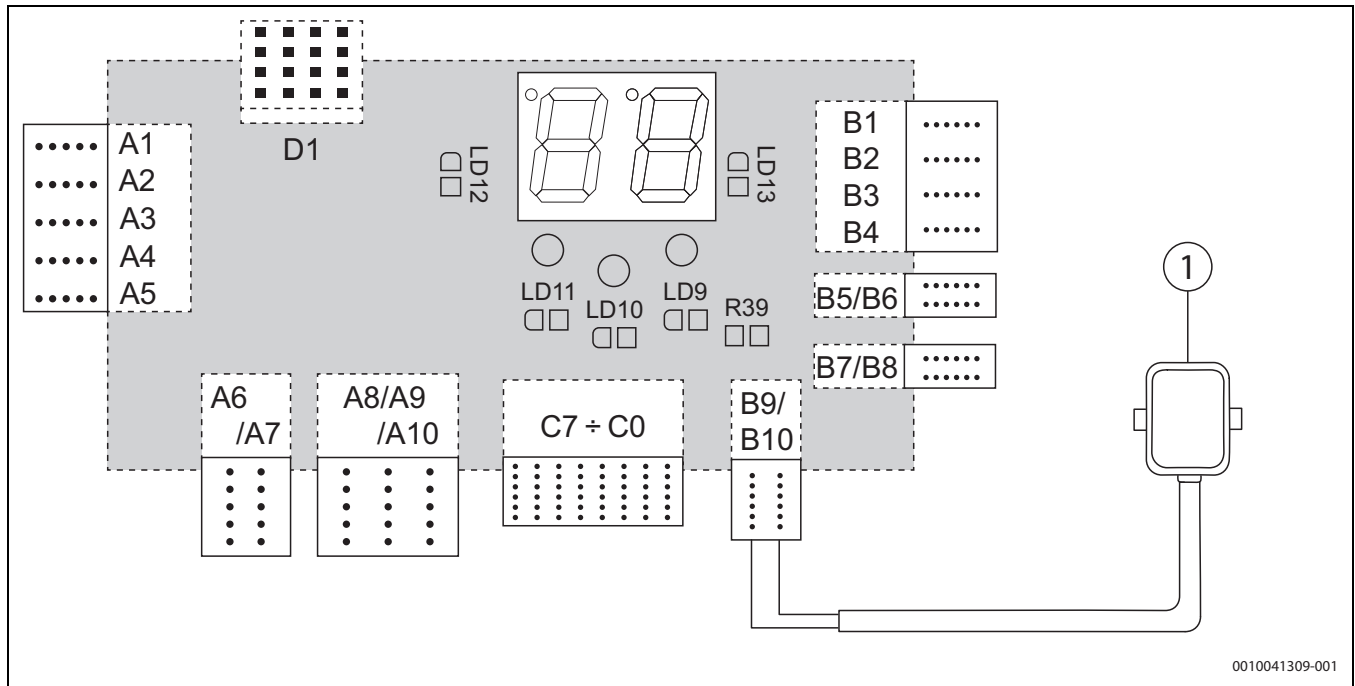 D1
A1
A2
A3
A4
A5
LD12
LD13
B1
B2
B3
B4
1
LD11
LD10
LD9
R39
B5/B6
B7/B8
A6
/A7
A8/A9
/A10
C7 ÷ C0
B9/
B10
0010041309-001